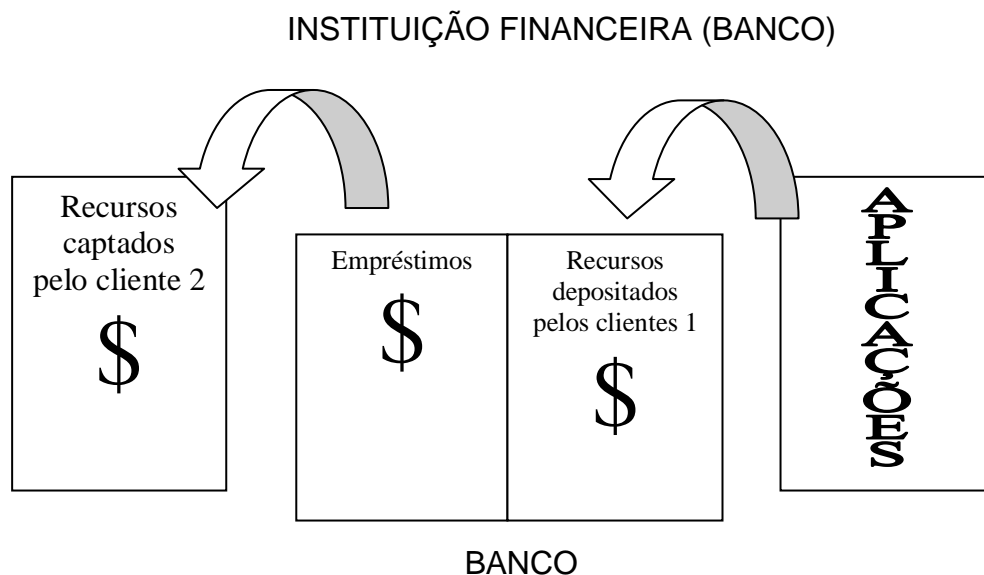 INSTITUIÇÃO FINANCEIRA (BANCO)
Recursos
captados
pelo cliente 2
$
Empréstimos
$
Recursos
depositados
pelos clientes 1
$
APLICAÇÕES
BANCO